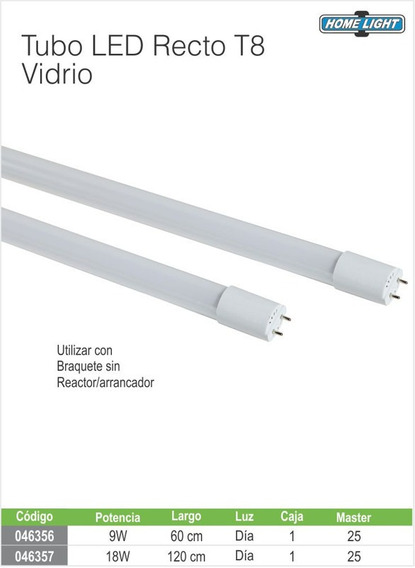 HOME LIGHT
Tubo LED Recto T8
Vidrio
Utilizar con
Braquete sin
Reactor/arrancador
Código Potencia Largo Luz Caja Master
046356 9W 60 cm Día 1 25
046357 18W 120 cm Día 1 25